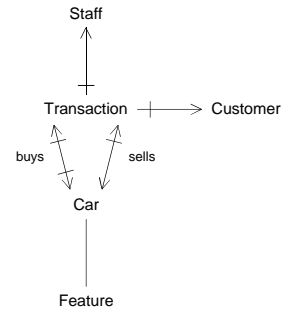 Staff
Transaction
Customer
buys
sells
Car
Feature